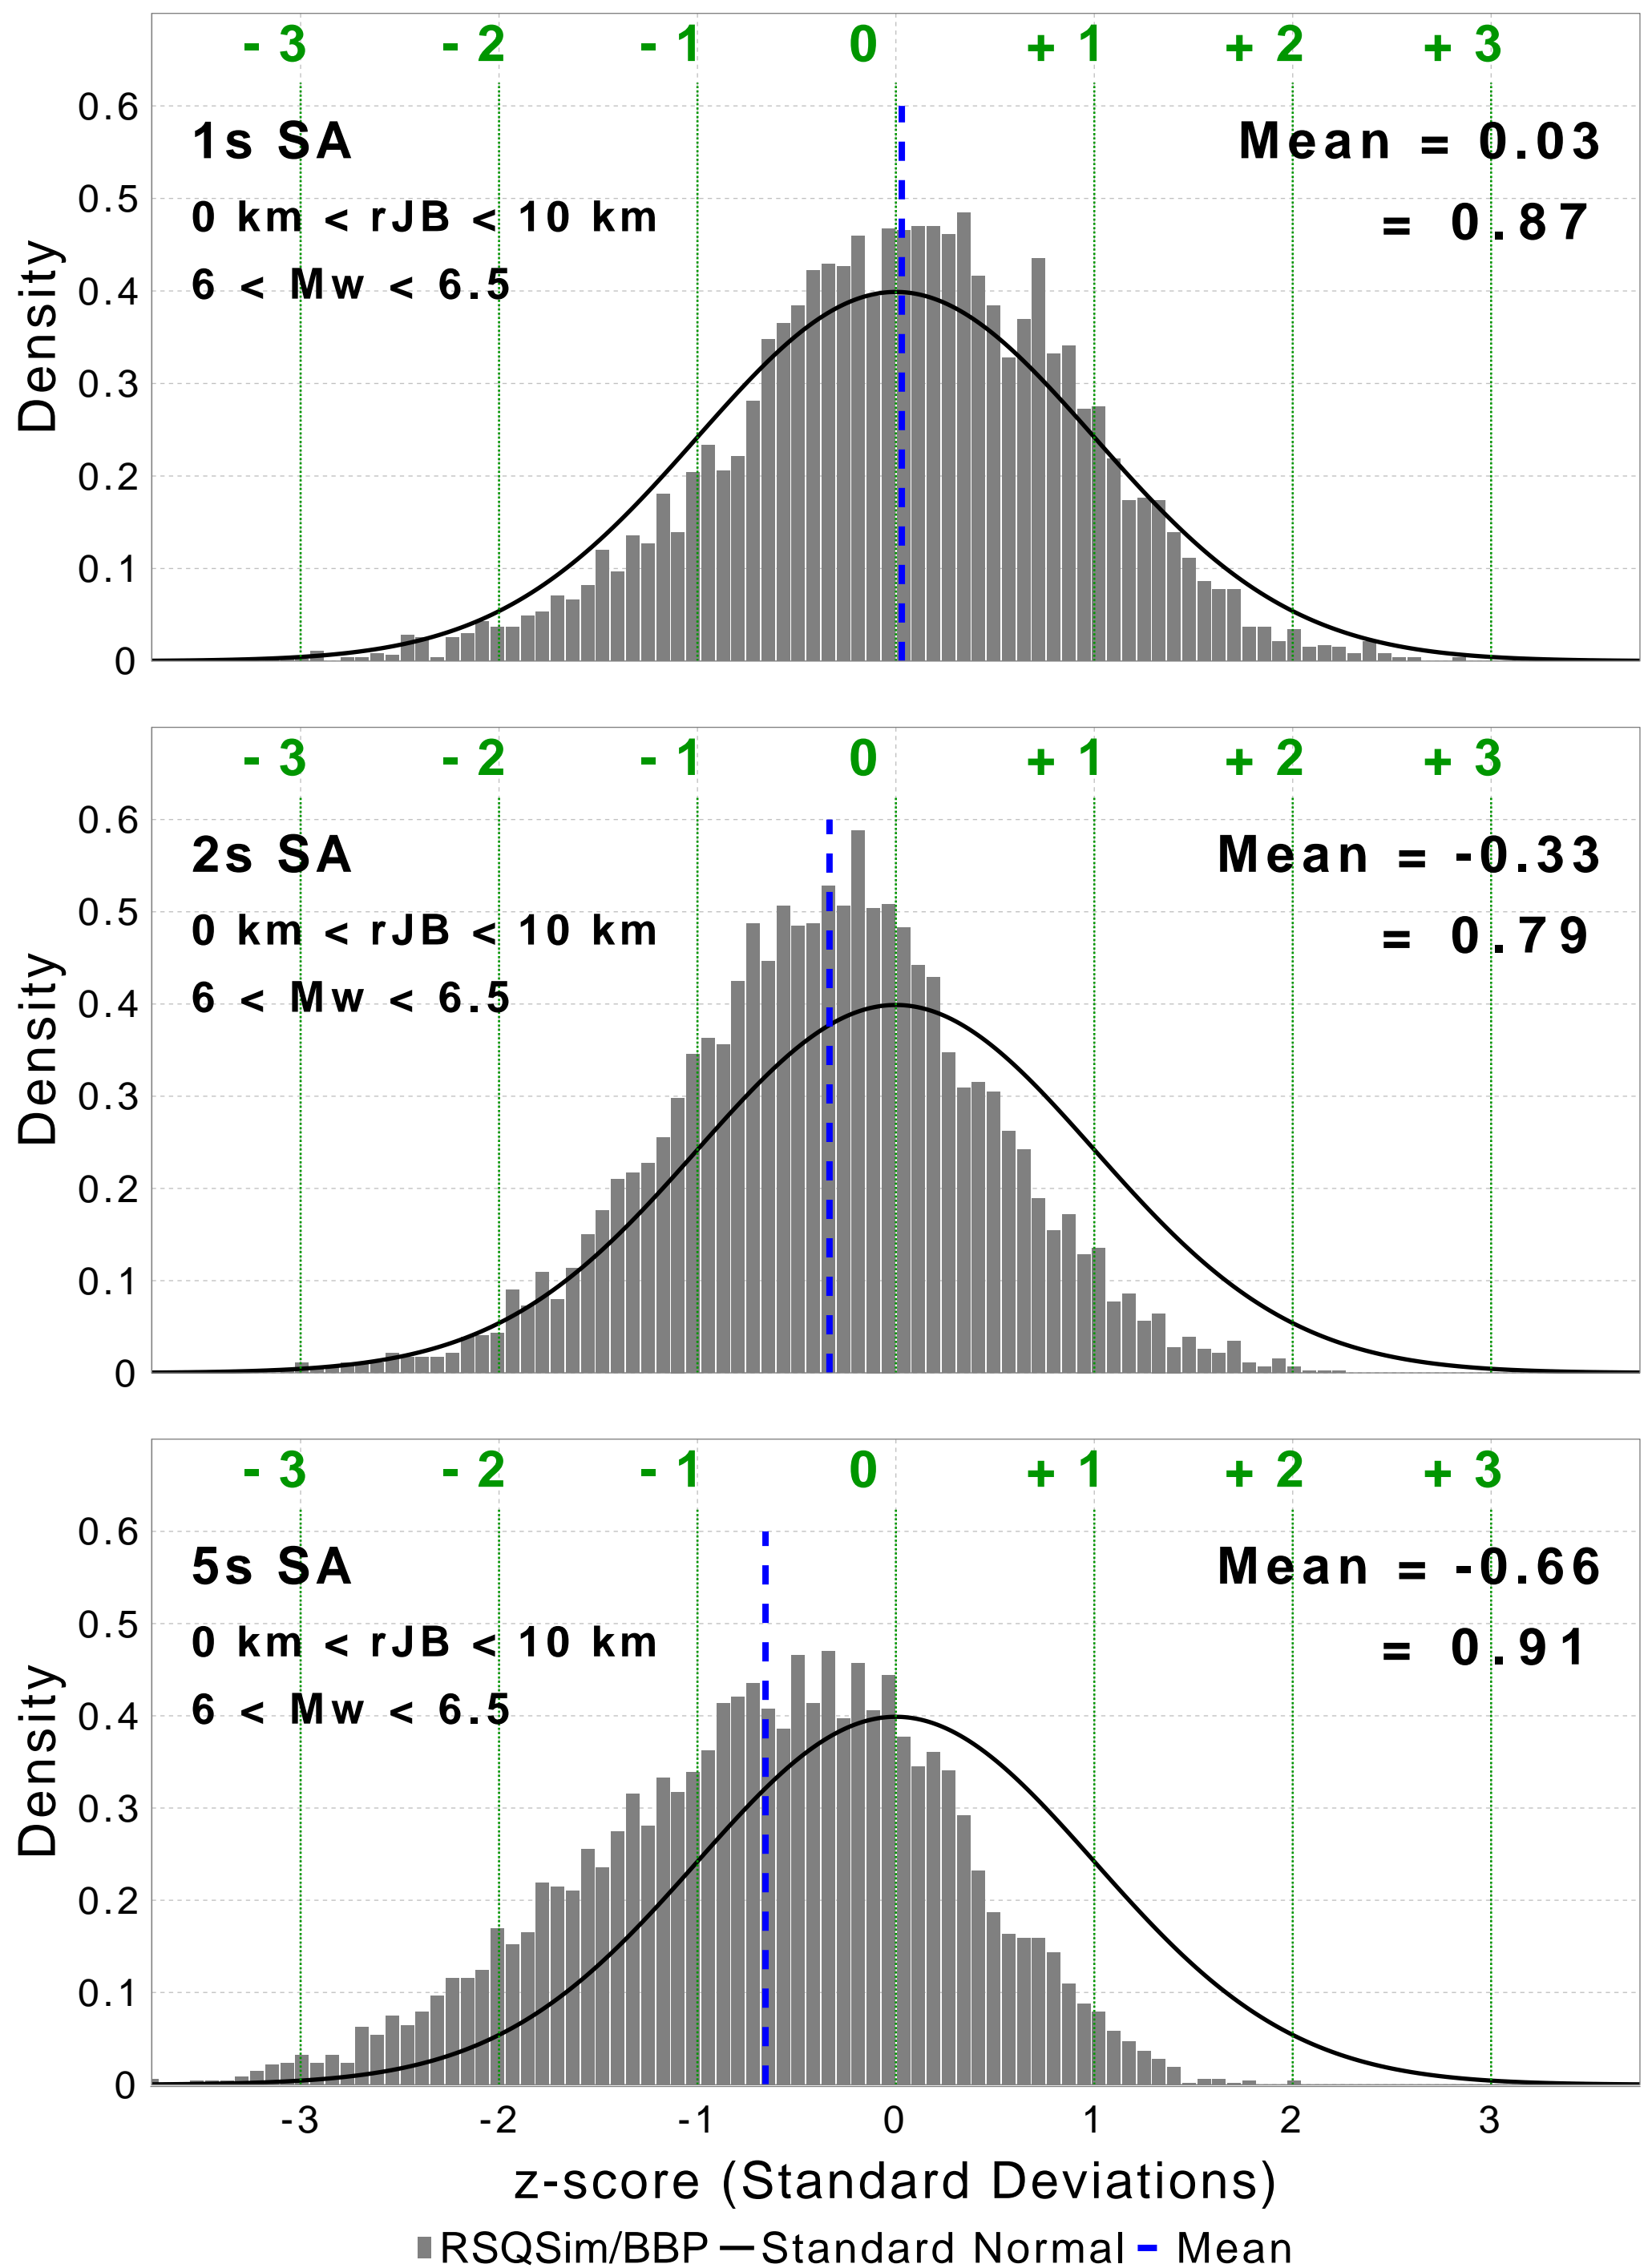 - 3 - 2 - 1 0 + 1 + 2 + 3
0.6
1s SA
Mean = 0.03
0.5
0 km < rJB < 10 km
= 0.87
6 < Mw < 6.5
0.4
Density
0.3
0.2
0.1
0
- 3 - 2 - 1 0 + 1 + 2 + 3
0.6
2s SA
Mean = -0.33
0.5
0 km < rJB < 10 km
= 0.79
6 < Mw < 6.5
0.4
Density
0.3
0.2
0.1
0
- 3 - 2 - 1 0 + 1 + 2 + 3
0.6
5s SA
Mean = -0.66
0.5
0 km < rJB < 10 km
= 0.91
6 < Mw < 6.5
0.4
Density
0.3
0.2
0.1
0
-3 -2 -1 0 1 2 3
z-score (Standard Deviations)
RSQSim/BBP Standard Normal Mean